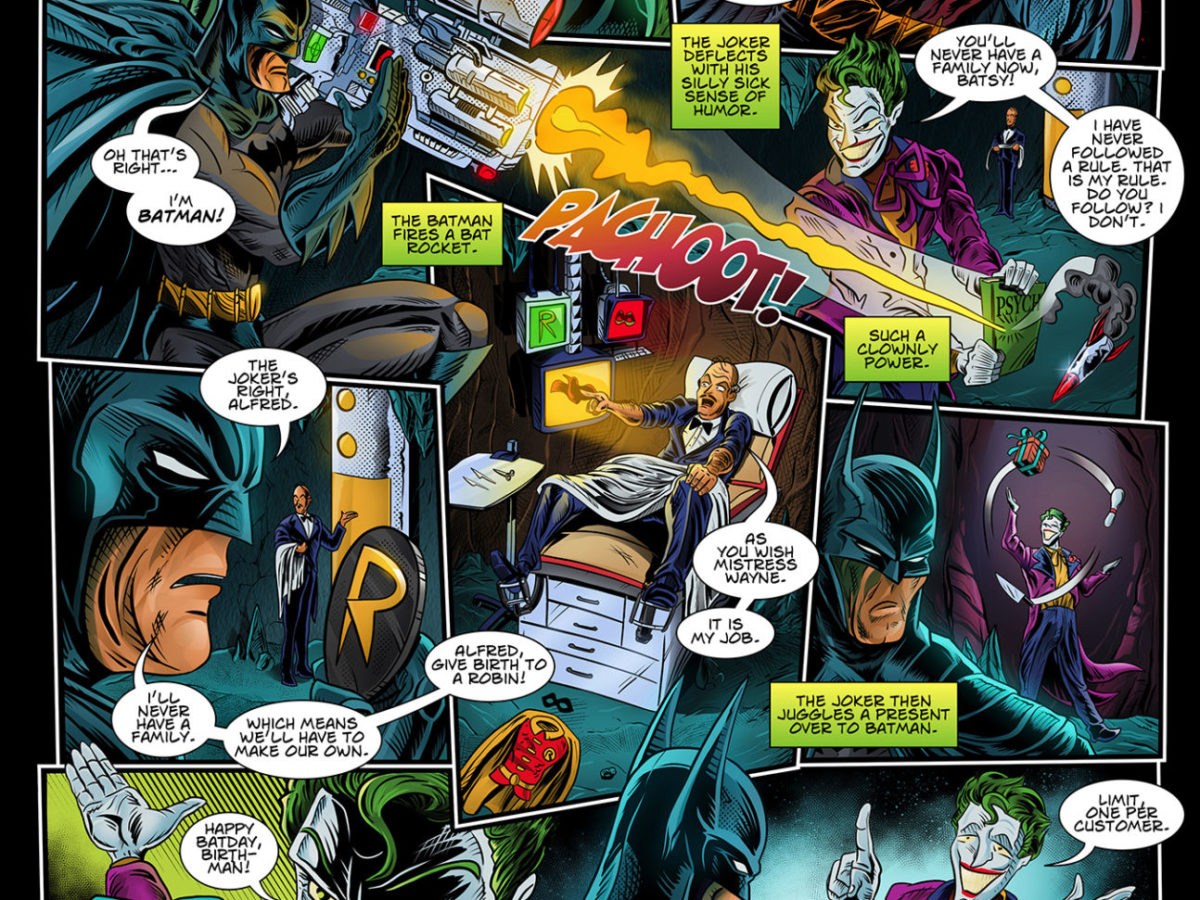 OH THAT'S
RIGHT...
I'M
BATMAN!
THE BATMAN
FIRES A BAT
ROCKET.
PACHOOT!
THE JOKER
DEFLECTS
WITH HIS
SILLY SICK
SENSE OF
HUMOR.
YOU'LL
NEVER HAVE A
FAMILY NOW,
BATSY!
I HAVE
NEVER
FOLLOWED
A RULE. THAT
IS MY RULE.
DO YOU
FOLLOW? I
DON'T.
PSYCH
SUCH A
CLOWNLY
POWER.
THE
JOKER'S
RIGHT,
ALFRED.
R
I'LL
NEVER
HAVE A
FAMILY.
WHICH MEANS
WE'LL HAVE TO
MAKE OUR OWN.
ALFRED,
GIVE BIRTH TO
A ROBIN!
R
AS
YOU WISH
MISTRESS
WAYNE.
IT IS
MY JOB.
THE JOKER THEN
JUGGLES A PRESENT
OVER TO BATMAN.
HAPPY
BATDAY,
BIRTH-
MAN!
LIMIT,
ONE PER
CUSTOMER.